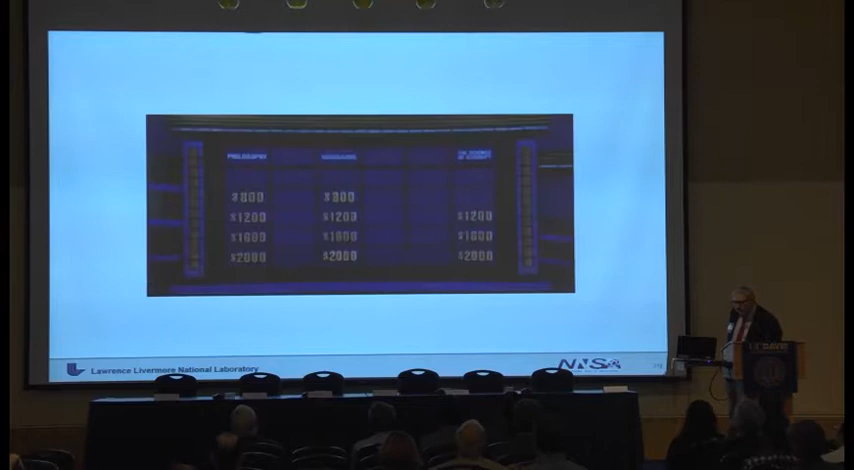 PHILOSOPHY
$800 $800
$1200 $1200 $1200
$1600 $1600 $1600
$2000 $2000 $2000
Lawrence Livermore National Laboratory
NNSA
UC DAVIS